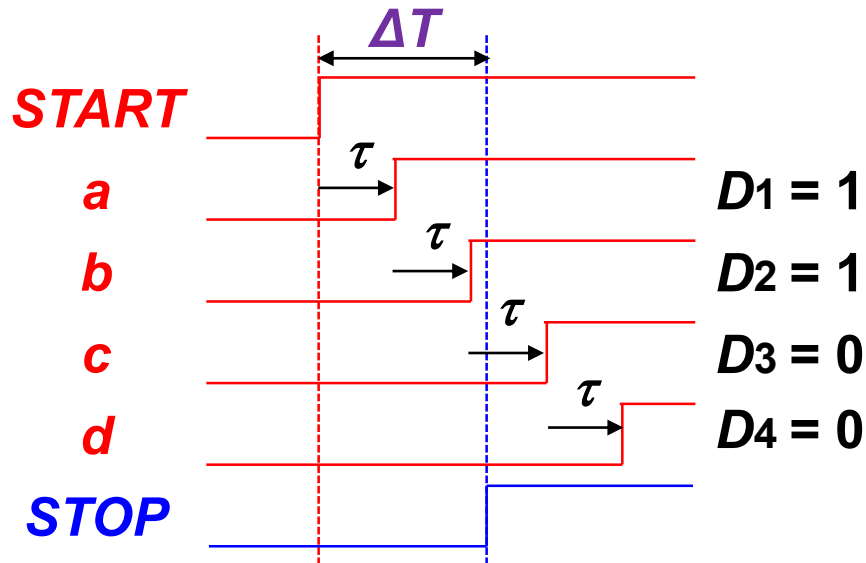 ΔT
START
τ
a
D1 = 1
τ
b
D2 = 1
τ
c
D3 = 0
τ
d
D4 = 0
STOP